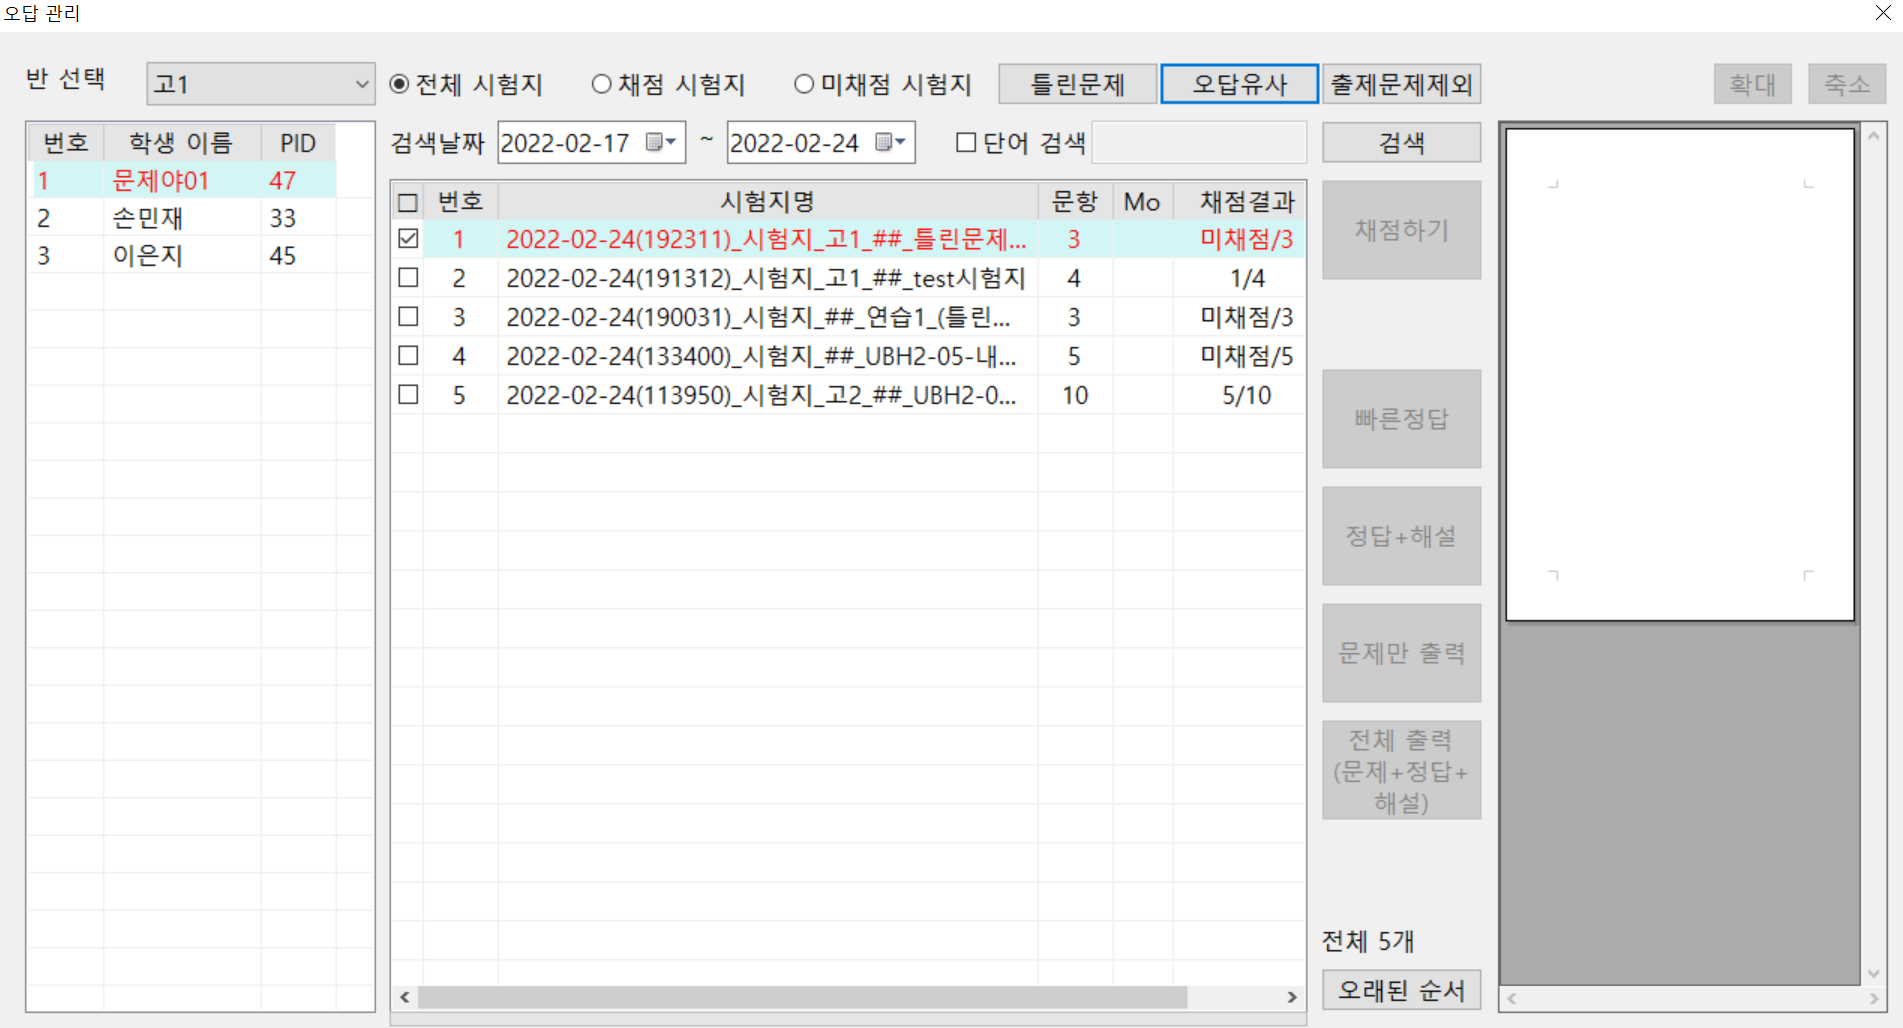 오답 관리
반 선택 고1 전체 시험지 채점 시험지 미채점 시험지 틀린문제 오답유사 출제문제제외 확대 축소
검색날짜 2022-02-17 ~ 2022-02-24 단어 검색 검색
번호 학생 이름 PID
1 문제야01 47
2 손민재 33
3 이은지 45
번호 시험지명 문항 Mo 채점결과
1 2022-02-24(192311)_시험지_고1_##_틀린문제... 3 미채점/3
2 2022-02-24(191312)_시험지_고1_##_test시험지 4 1/4
3 2022-02-24(190031)_시험지_##_연습1_(틀린... 3 미채점/3
4 2022-02-24(133400)_시험지_##_UBH2-05-내... 5 미채점/5
5 2022-02-24(113950)_시험지_고2_##_UBH2-0... 10 5/10
채점하기
빠른정답
정답+해설
문제만 출력
전체 출력
(문제+정답+
해설)
전체 5개
오래된 순서